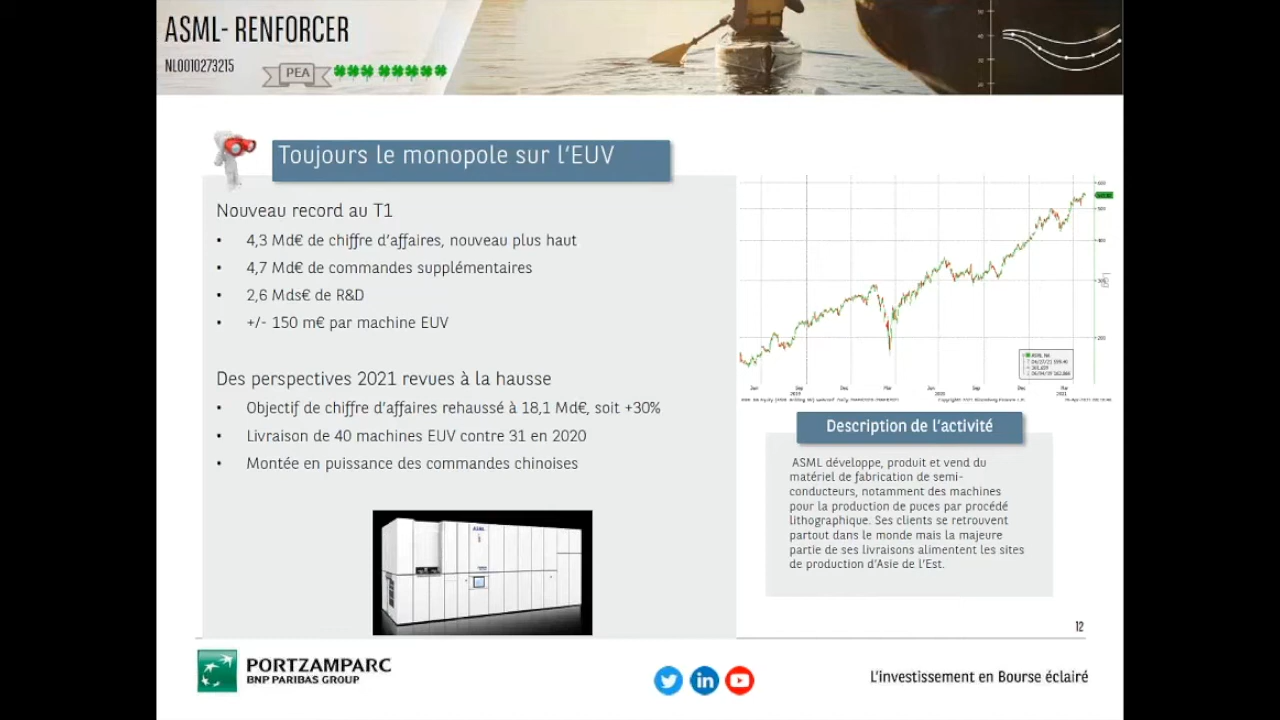 ASML- RENFORCER
NL0010273215
PEA
Toujours le monopole sur l'EUV
Nouveau record au T1
• 4,3 Md€ de chiffre d'affaires, nouveau plus haut
• 4,7 Md€ de commandes supplémentaires
• 2,6 Mds€ de R&D
• +/- 150 m€ par machine EUV
Des perspectives 2021 revues à la hausse
• Objectif de chiffre d'affaires rehaussé à 18,1 Md€, soit +30%
• Livraison de 40 machines EUV contre 31 en 2020
• Montée en puissance des commandes chinoises
ASML
Description de l'activité
ASML développe, produit et vend du
matériel de fabrication de semi-
conducteurs, notamment des machines
pour la production de puces par procédé
lithographique. Ses clients se retrouvent
partout dans le monde mais la majeure
partie de ses livraisons alimentent les sites
de production d'Asie de l'Est.
12
PORTZAMPARC
BNP PARIBAS GROUP
L'investissement en Bourse éclairé